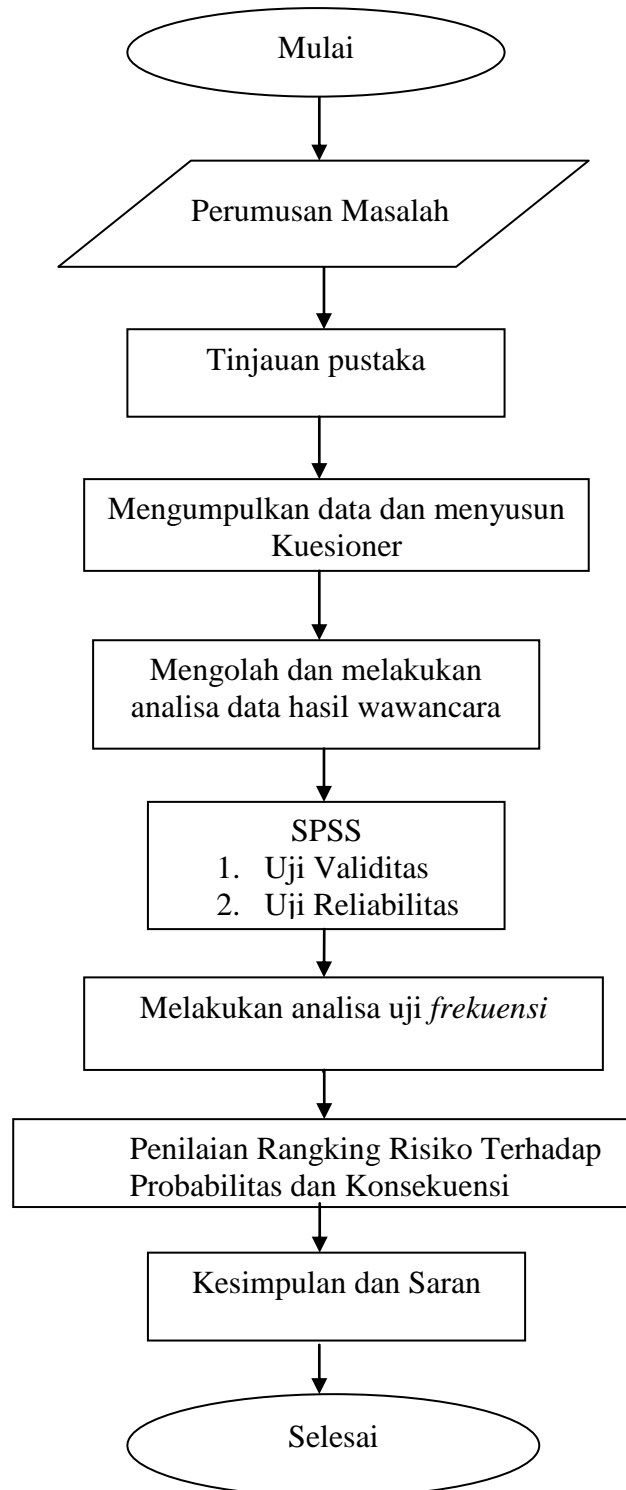 Mulai
Perumusan Masalah
Tinjauan pustaka
Mengumpulkan data dan menyusun
Kuesioner
Mengolah dan melakukan
analisa data hasil wawancara
SPSS
1. Uji Validitas
2. Uji Reliabilitas
Melakukan analisa uji frekuensi
Penilaian Rangking Risiko Terhadap
Probabilitas dan Konsekuensi
Kesimpulan dan Saran
Selesai